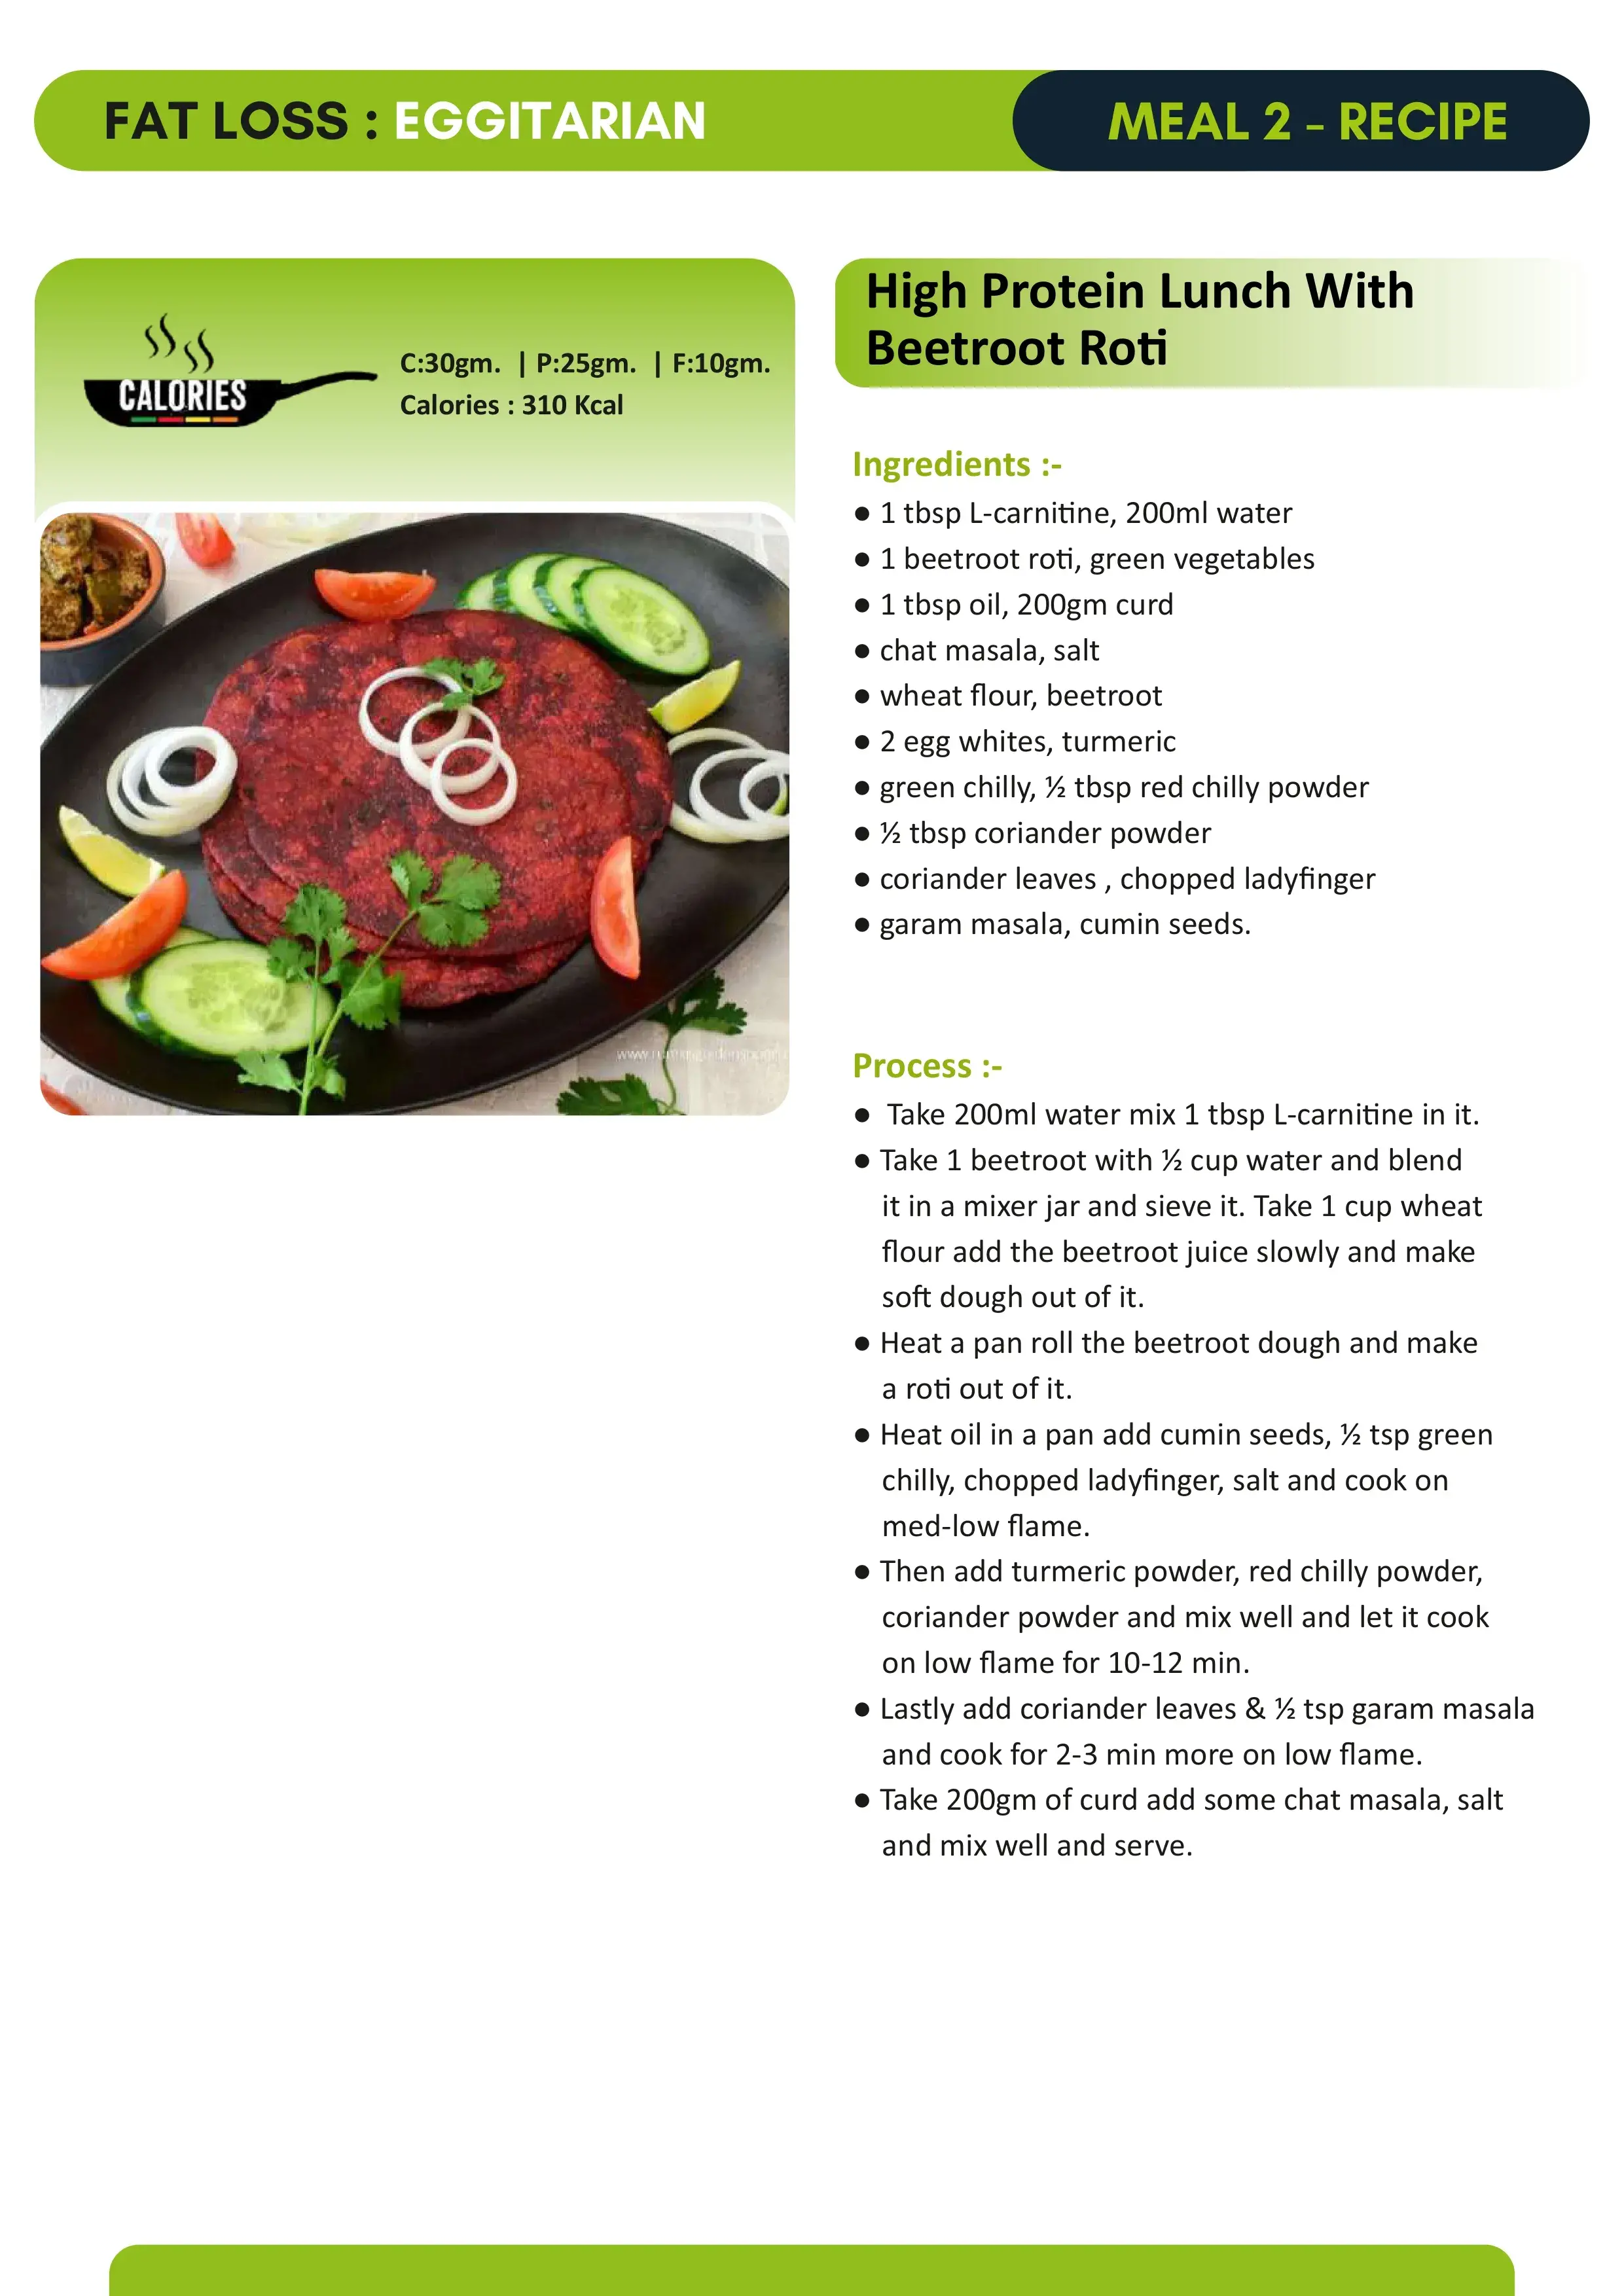 FAT LOSS : EGGITARIAN
MEAL 2 - RECIPE
CALORIES
C:30gm. | P:25gm. | F:10gm.
Calories : 310 Kcal
High Protein Lunch With
Beetroot Roti
Ingredients :-
● 1 tbsp L-carnitine, 200ml water
● 1 beetroot roti, green vegetables
● 1 tbsp oil, 200gm curd
● chat masala, salt
● wheat flour, beetroot
● 2 egg whites, turmeric
● green chilly, ½ tbsp red chilly powder
● ½ tbsp coriander powder
● coriander leaves , chopped ladyfinger
● garam masala, cumin seeds.
Process :-
● Take 200ml water mix 1 tbsp L-carnitine in it.
● Take 1 beetroot with ½ cup water and blend
it in a mixer jar and sieve it. Take 1 cup wheat
flour add the beetroot juice slowly and make
soft dough out of it.
● Heat a pan roll the beetroot dough and make
a roti out of it.
● Heat oil in a pan add cumin seeds, ½ tsp green
chilly, chopped ladyfinger, salt and cook on
med-low flame.
● Then add turmeric powder, red chilly powder,
coriander powder and mix well and let it cook
on low flame for 10-12 min.
● Lastly add coriander leaves & ½ tsp garam masala
and cook for 2-3 min more on low flame.
● Take 200gm of curd add some chat masala, salt
and mix well and serve.